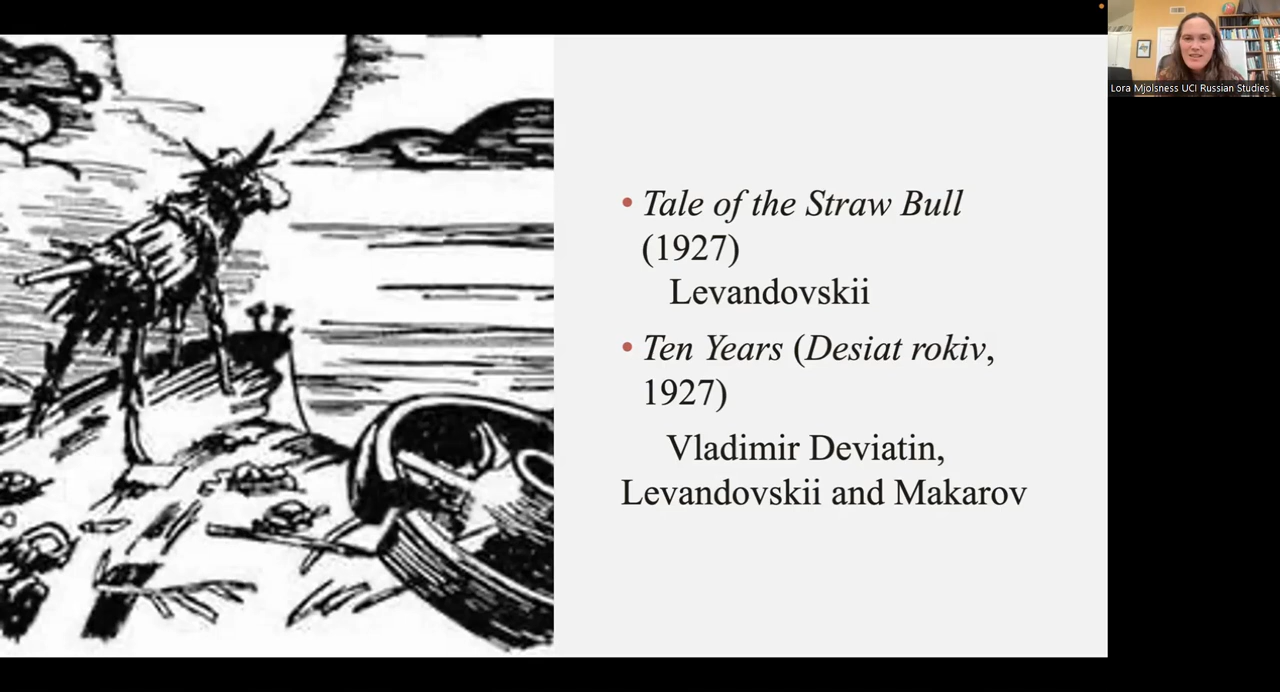 Lora Mjolsness UCI Russian Studies
• Tale of the Straw Bull
(1927)
Levandovskii
• Ten Years (Desiat rokiv,
1927)
Vladimir Deviatin,
Levandovskii and Makarov